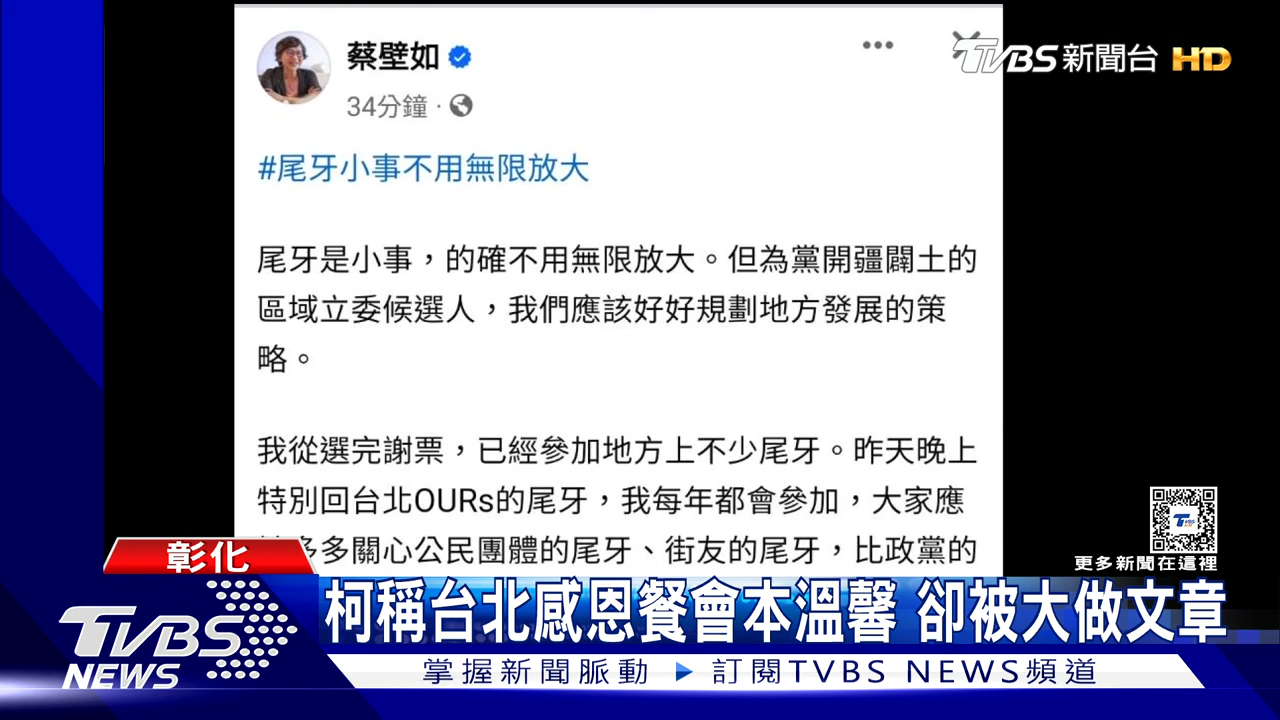 蔡壁如
34分鐘
TVBS新聞台 HD
#尾牙小事不用無限放大
尾牙是小事，的確不用無限放大。但為黨開疆闢土的
區域立委候選人，我們應該好好規劃地方發展的策
略。
我從選完謝票，已經參加地方上不少尾牙。昨天晚上
特別回台北OURs的尾牙，我每年都會參加，大家應
多多關心公民團體的尾牙、街友的尾牙，比政黨的
更多新聞在這裡
彰化
柯稱台北感恩餐會本溫馨 卻被大做文章
TVBS NEWS
掌握新聞脈動 ▶ 訂閱TVBS NEWS頻道